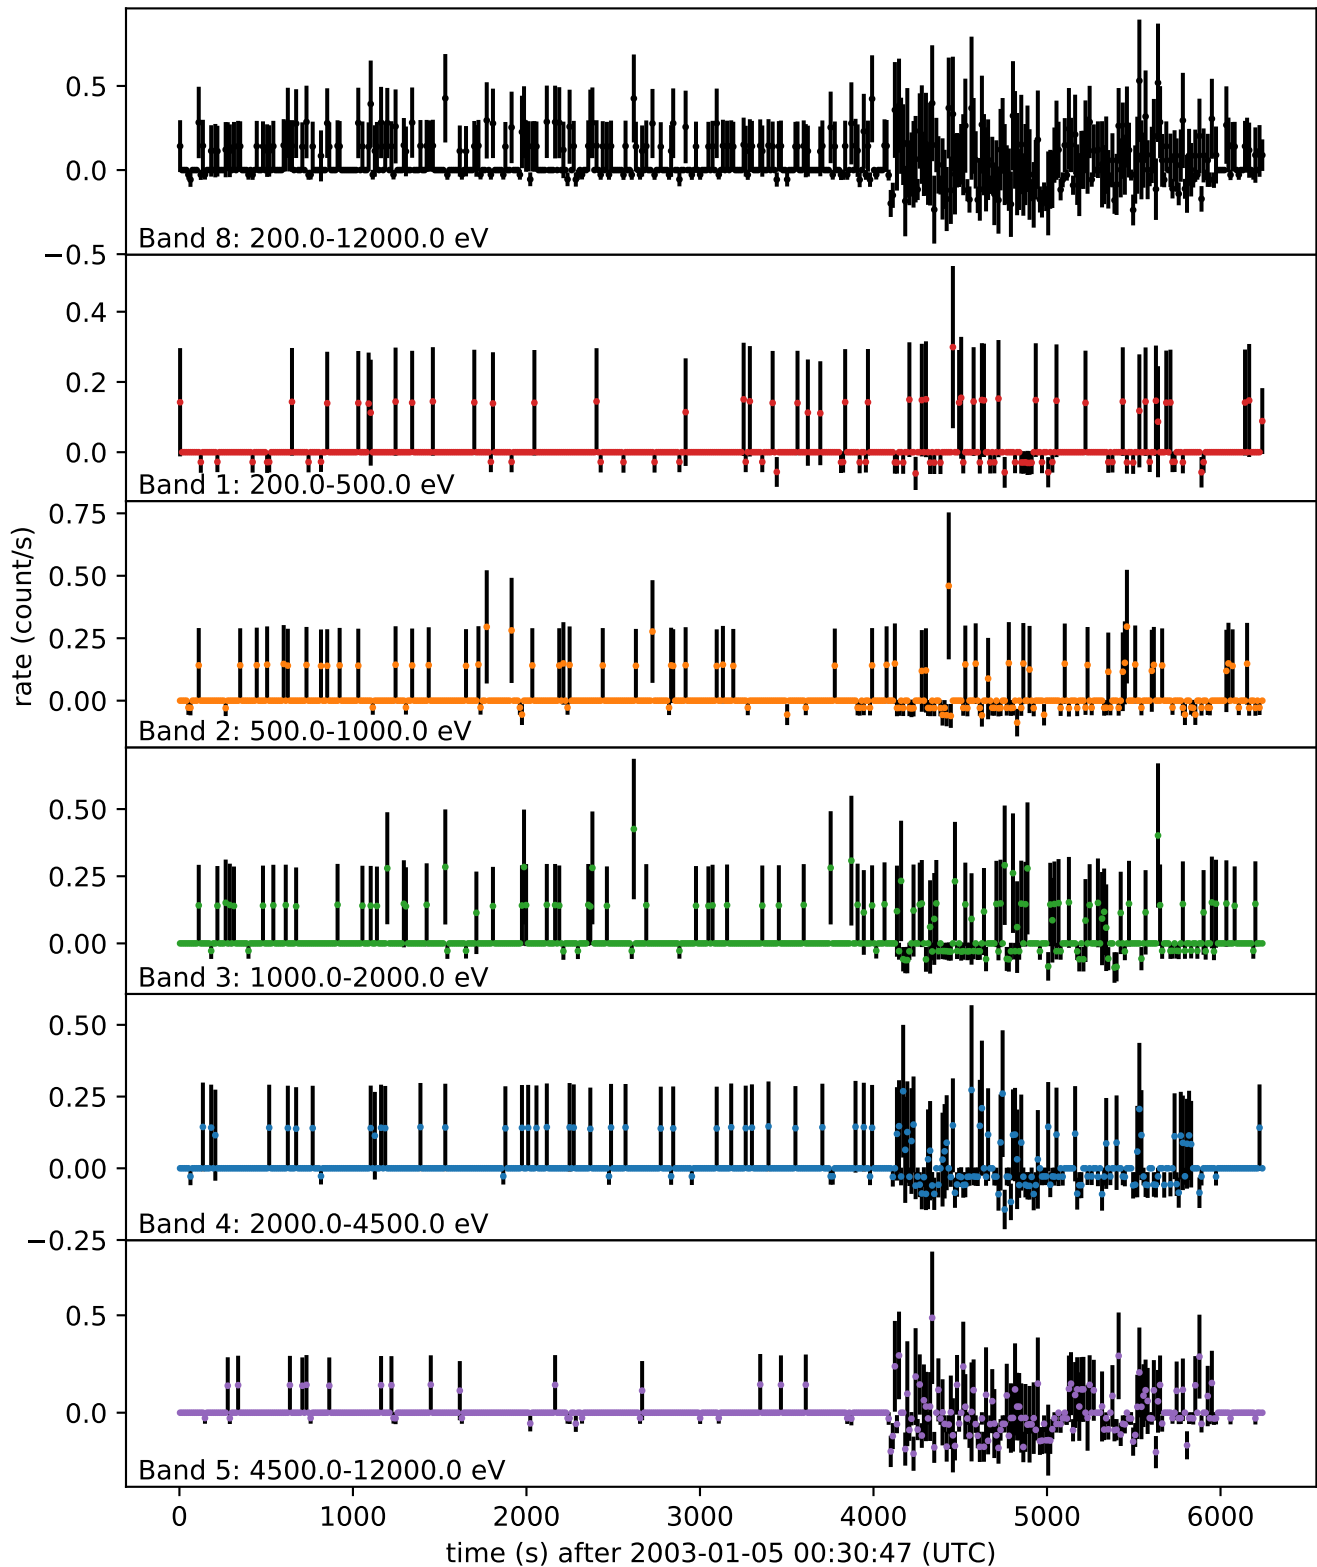 0.5
0.0
−0.5
Band 8: 200.0-12000.0 eV
0.4
0.2
0.0
Band 1: 200.0-500.0 eV
0.75
0.50
0.25
0.00
Band 2: 500.0-1000.0 eV
rate (count/s)
0.50
0.25
0.00
Band 3: 1000.0-2000.0 eV
0.50
0.25
0.00
−0.25
Band 4: 2000.0-4500.0 eV
0.5
0.0
Band 5: 4500.0-12000.0 eV
0 1000 2000 3000 4000 5000 6000
time (s) after 2003-01-05 00:30:47 (UTC)